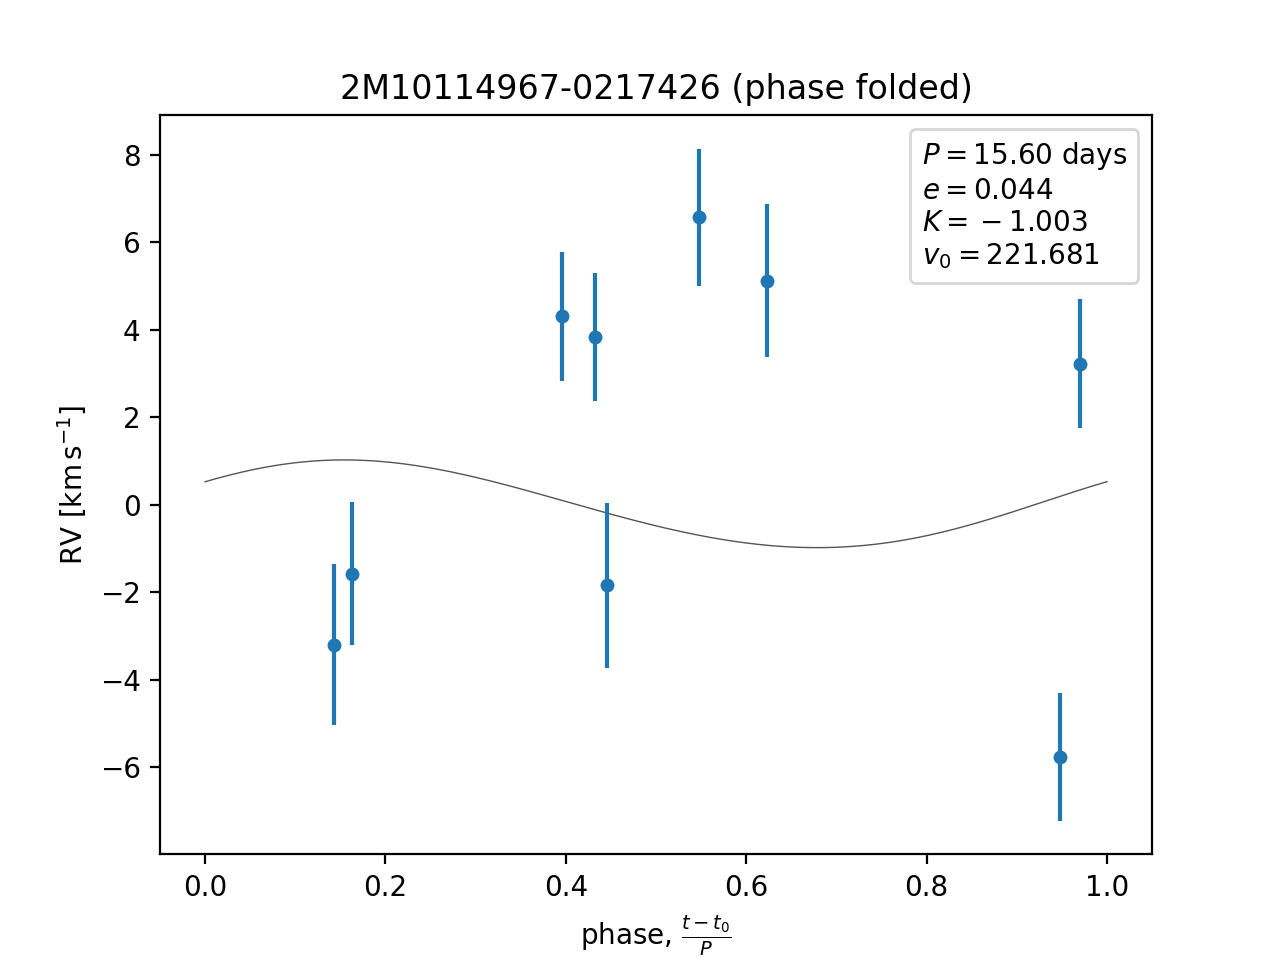 2M10114967-0217426 (phase folded)
P = 15.60 days
e = 0.044
K = − 1.003
v₀ = 221.681
8
6
4
2
0
−2
−4
−6
RV [km s⁻¹]
0.0 0.2 0.4 0.6 0.8 1.0
phase, (t − t₀)/P